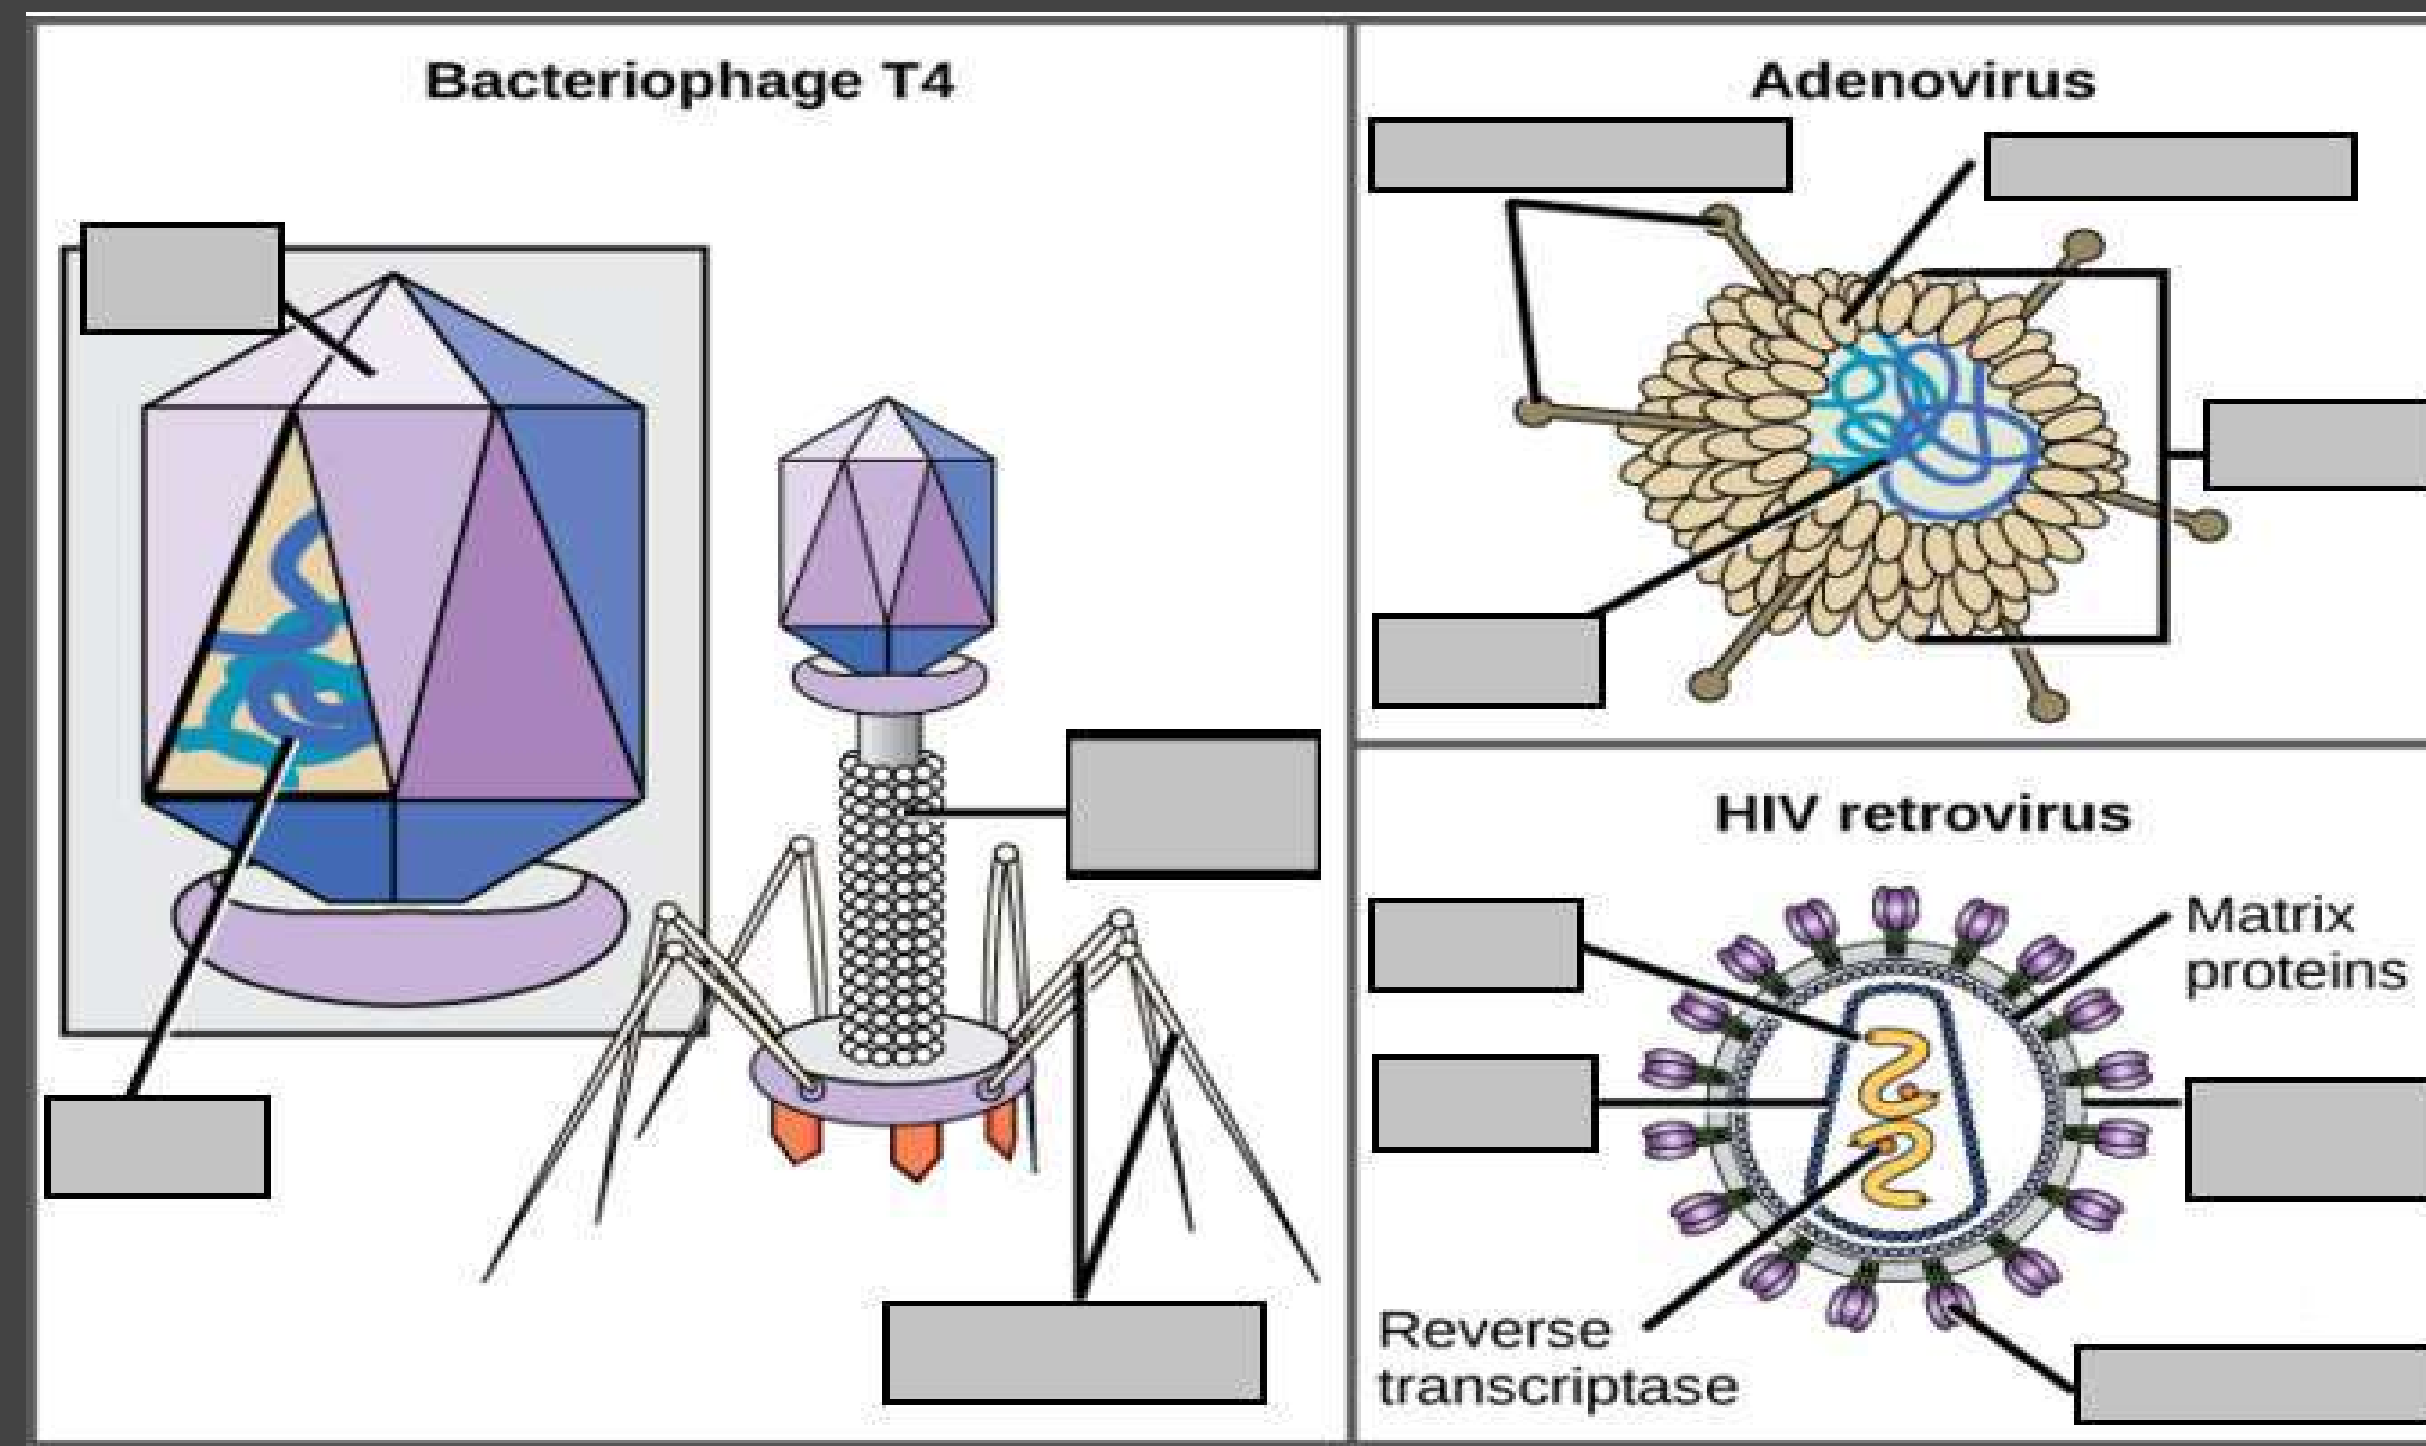 Bacteriophage T4
Adenovirus
HIV retrovirus
Matrix
proteins
Reverse
transcriptase